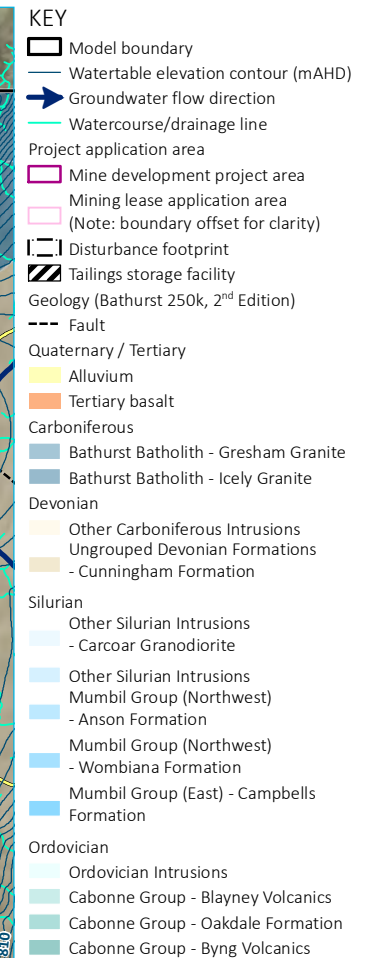 KEY
Model boundary
Watertable elevation contour (mAHD)
Groundwater flow direction
Watercourse/drainage line
Project application area
Mine development project area
Mining lease application area
(Note: boundary offset for clarity)
Disturbance footprint
Tailings storage facility
Geology (Bathurst 250k, 2nd Edition)
Fault
Quaternary / Tertiary
Alluvium
Tertiary basalt
Carboniferous
Bathurst Batholith - Gresham Granite
Bathurst Batholith - Icely Granite
Devonian
Other Carboniferous Intrusions
Ungrouped Devonian Formations
- Cunningham Formation
Silurian
Other Silurian Intrusions
- Carcoar Granodiorite
Other Silurian Intrusions
Mumbil Group (Northwest)
- Anson Formation
Mumbil Group (Northwest)
- Wombiana Formation
Mumbil Group (East) - Campbells
Formation
Ordovician
Ordovician Intrusions
Cabonne Group - Blayney Volcanics
Cabonne Group - Oakdale Formation
Cabonne Group - Byng Volcanics